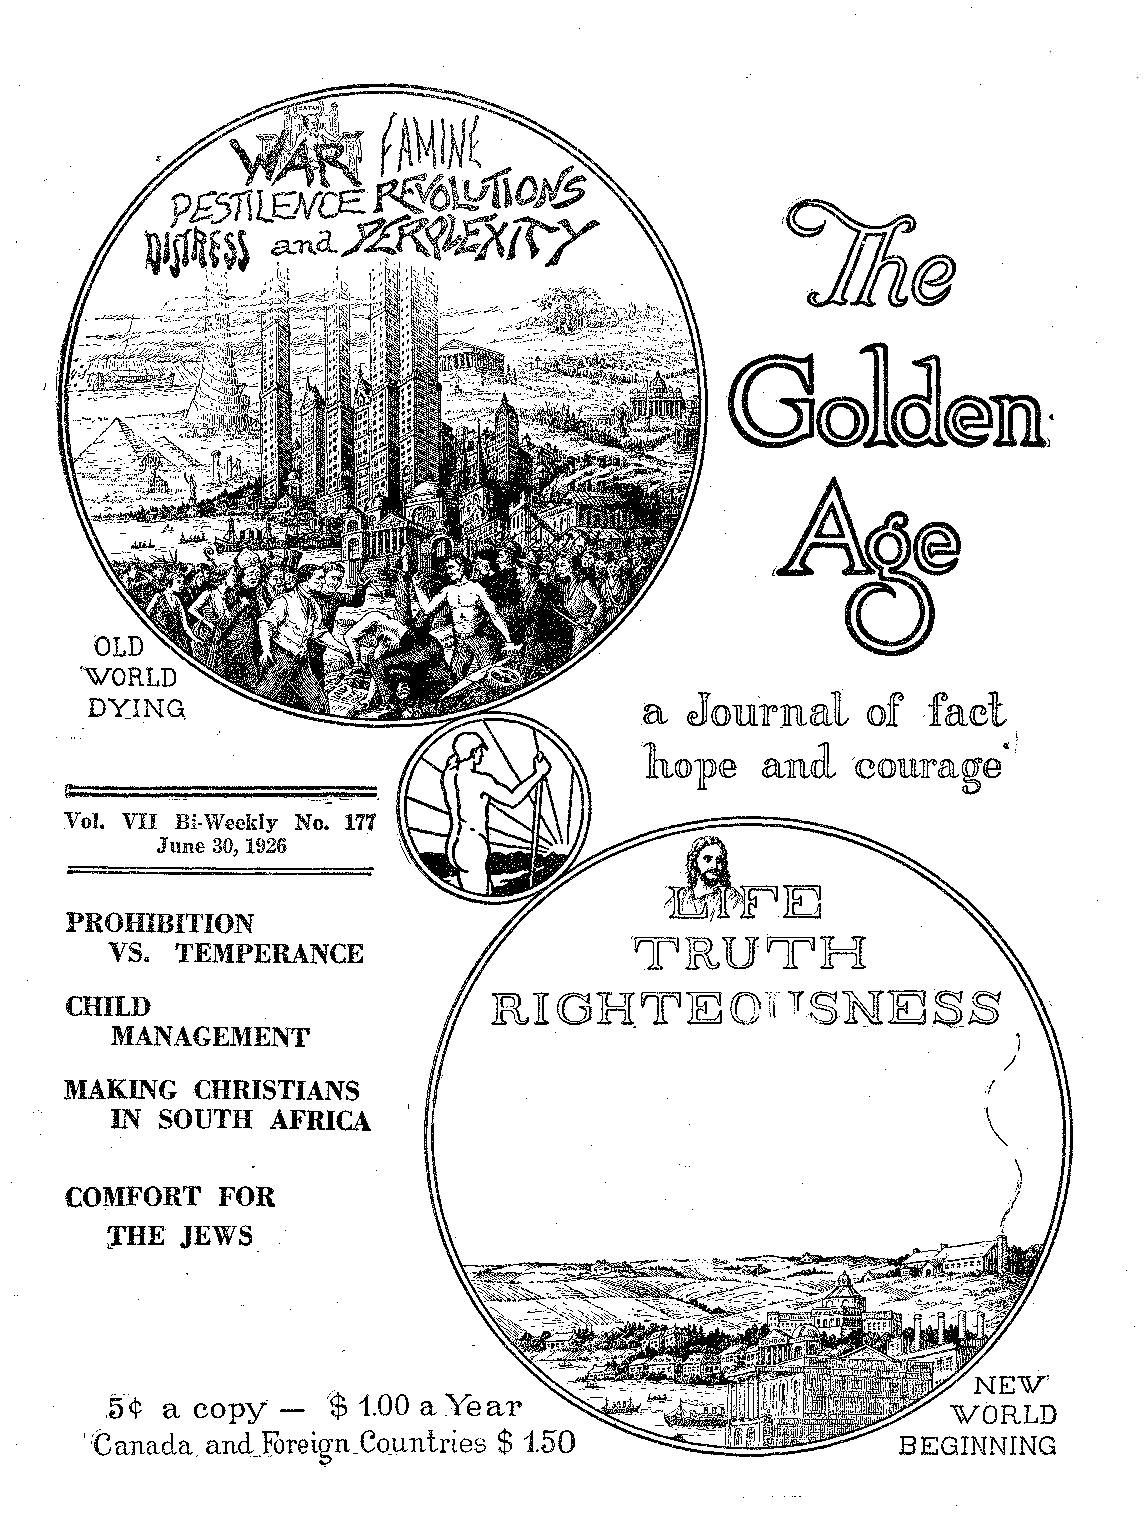 SATAN
WAR FAMINE
PESTILENCE REVOLUTIONS
DISTRESS and PERPLEXITY
The
Golden
Age
OLD
WORLD
DYING
a Journal of fact
hope and courage
Vol. VII Bi-Weekly No. 177
June 30, 1926
PROHIBITION
VS. TEMPERANCE
CHILD
MANAGEMENT
MAKING CHRISTIANS
IN SOUTH AFRICA
COMFORT FOR
THE JEWS
LIFE
TRUTH
RIGHTEOUSNESS
5¢ a copy — $ 1.00 a Year
Canada and Foreign Countries $ 1.50
NEW
WORLD
BEGINNING